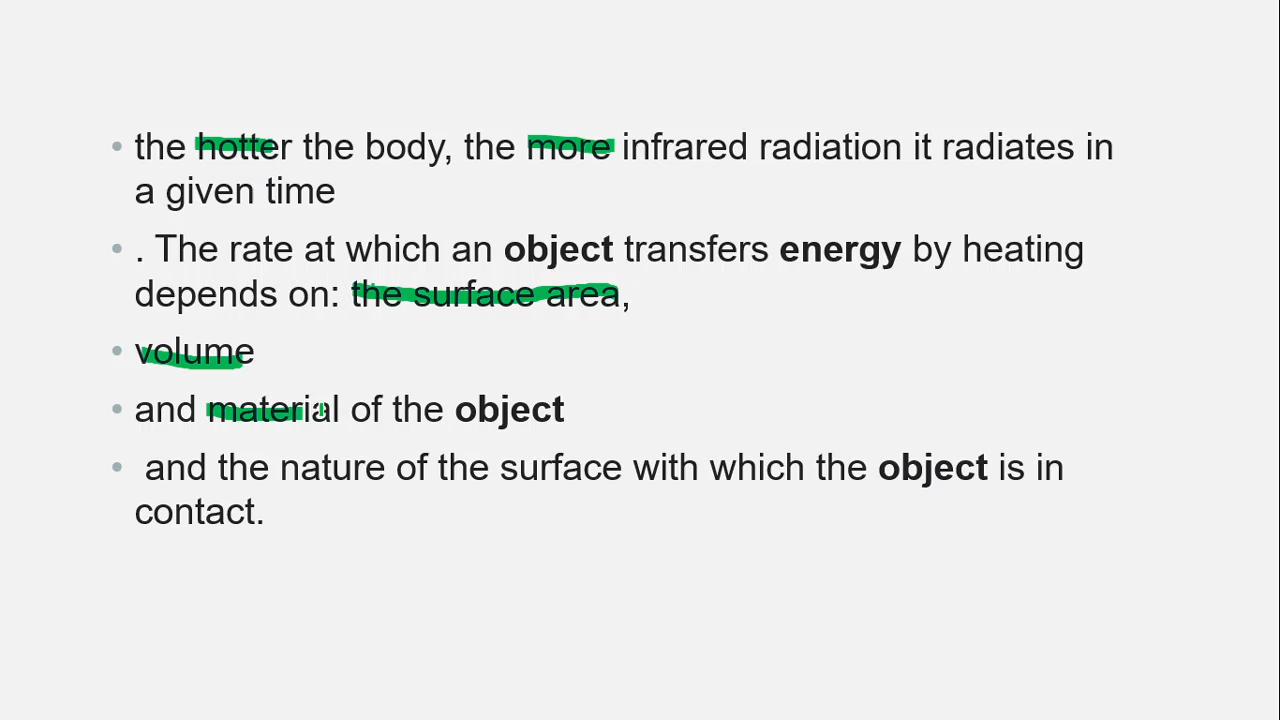 • the hotter the body, the more infrared radiation it radiates in
a given time
• . The rate at which an object transfers energy by heating
depends on: the surface area,
• volume
• and material of the object
• and the nature of the surface with which the object is in
contact.